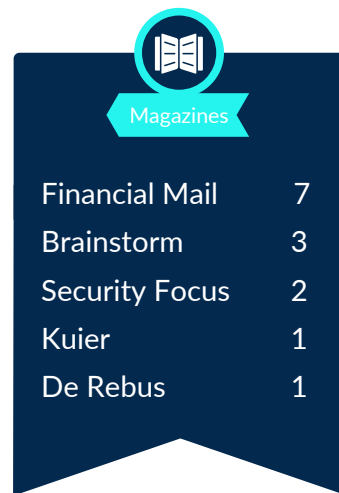 Magazines
Financial Mail 7
Brainstorm 3
Security Focus 2
Kuier 1
De Rebus 1